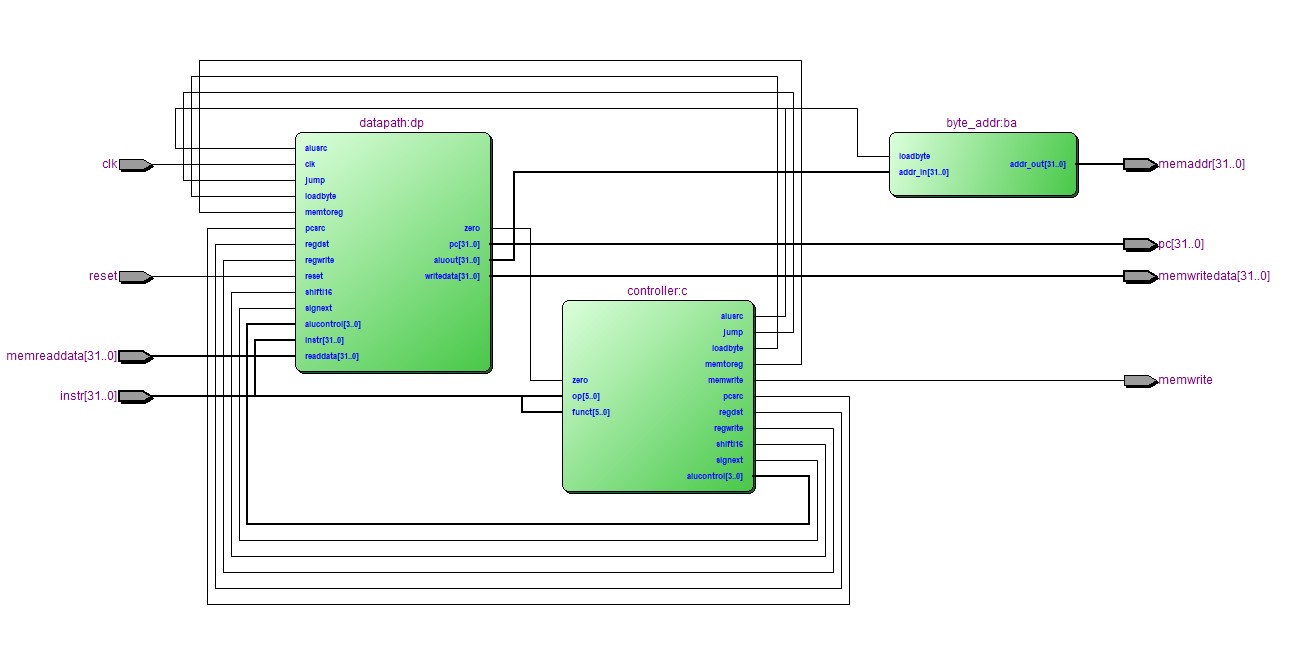 datapath:dp
alusrc
clk
jump
loadbyte
memtoreg
pcsrc
regdst
regwrite
reset
shiftl16
signext
alucontrol[3..0]
instr[31..0]
readdata[31..0]
zero
pc[31..0]
aluout[31..0]
writedata[31..0]
clk
reset
memreaddata[31..0]
instr[31..0]
controller:c
zero
op[5..0]
funct[5..0]
alusrc
jump
loadbyte
memtoreg
memwrite
pcsrc
regdst
regwrite
shiftl16
signext
alucontrol[3..0]
byte_addr:ba
loadbyte
addr_in[31..0]
addr_out[31..0]
memaddr[31..0]
pc[31..0]
memwritedata[31..0]
memwrite